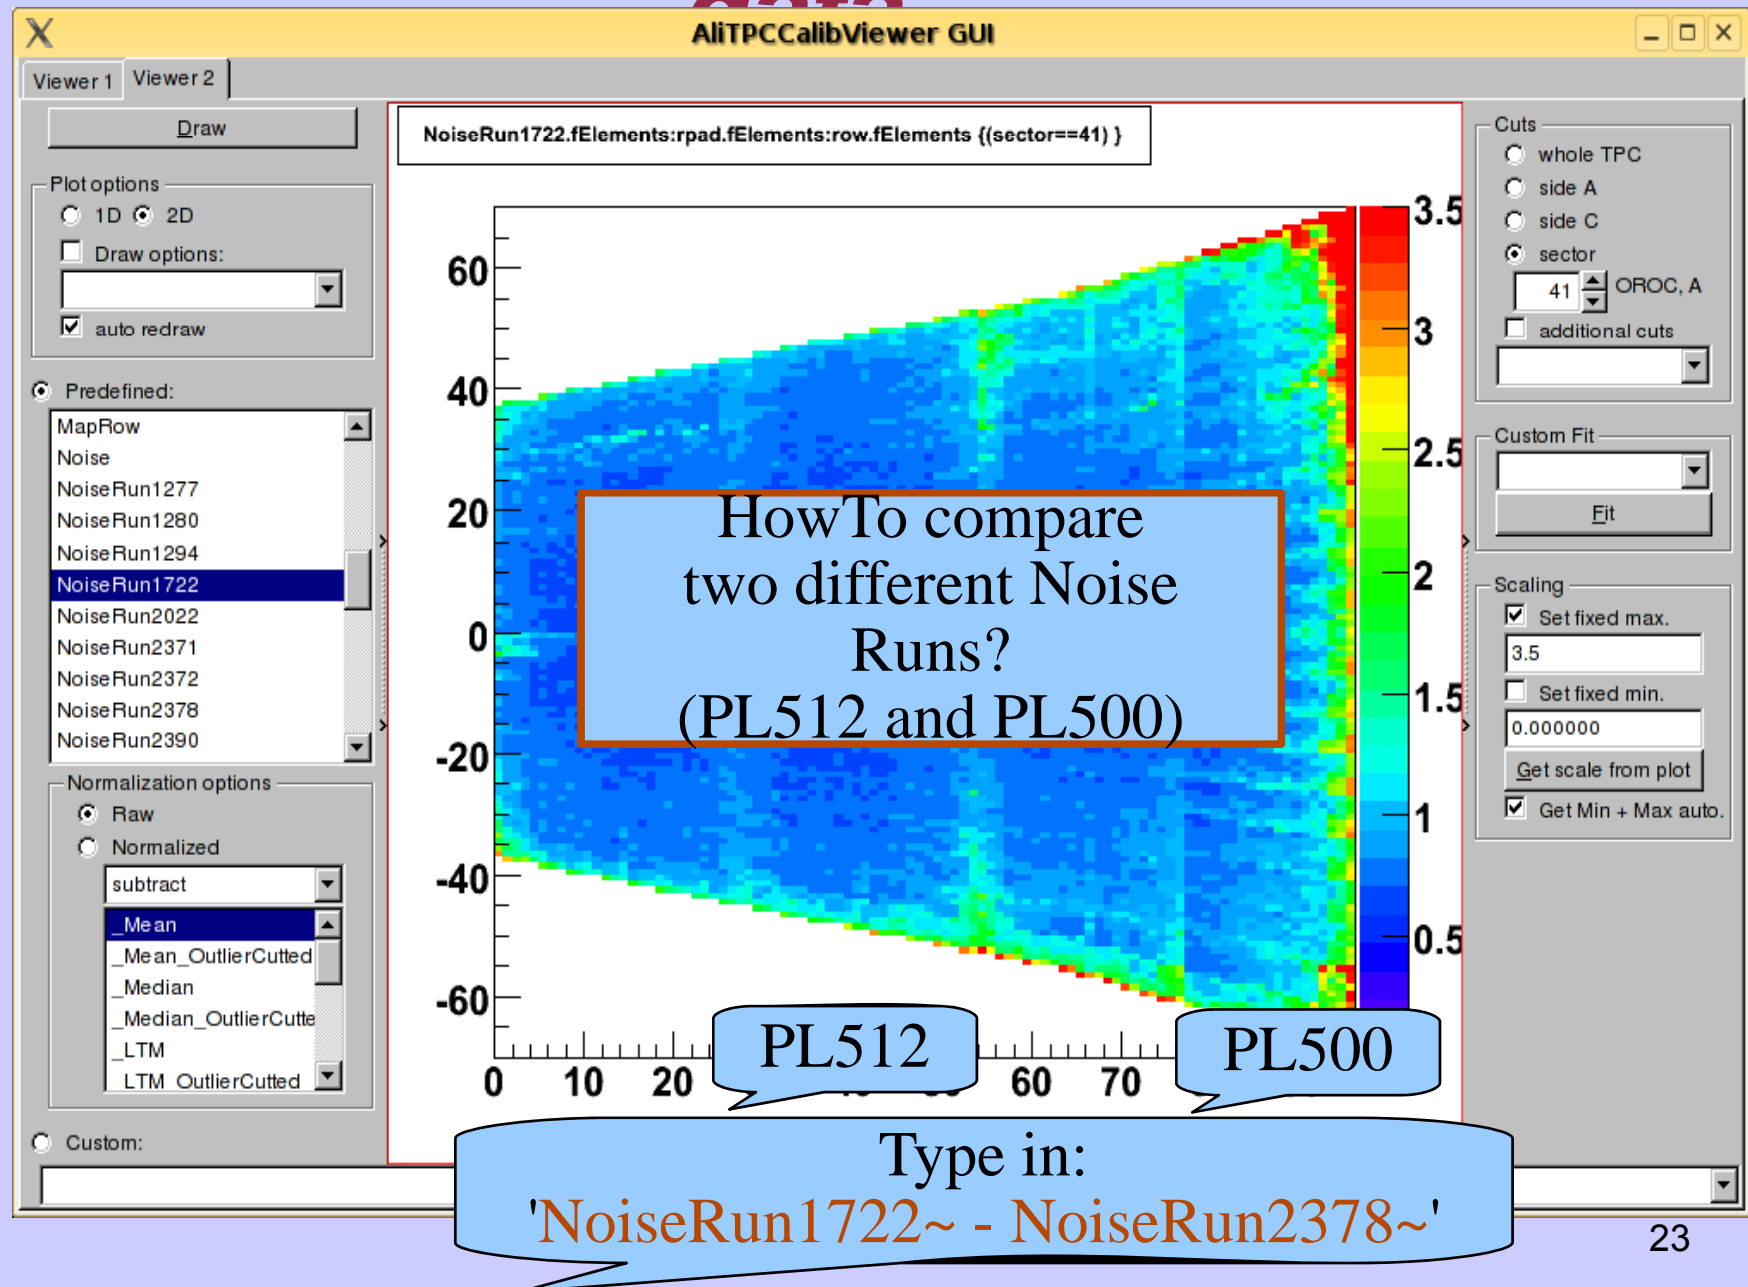 data
AliTPCCalibViewer GUI
Viewer 1
Viewer 2
Draw
Plot options
1D
2D
Draw options:
auto redraw
Predefined:
MapRow
Noise
NoiseRun1277
NoiseRun1280
NoiseRun1294
NoiseRun1722
NoiseRun2022
NoiseRun2371
NoiseRun2372
NoiseRun2378
NoiseRun2390
Normalization options
Raw
Normalized
subtract
_Mean
_Mean_OutlierCutted
_Median
_Median_OutlierCutte
_LTM
_LTM_OutlierCutted
Custom:
NoiseRun1722.fElements:rpad.fElements:row.fElements {(sector==41) }
60
40
20
0
-20
-40
-60
0 10 20 60 70
3.5
3
2.5
2
1.5
1
0.5
HowTo compare
two different Noise
Runs?
(PL512 and PL500)
PL512
PL500
Type in:
'NoiseRun1722~ - NoiseRun2378~'
Cuts
whole TPC
side A
side C
sector
41 OROC, A
additional cuts
Custom Fit
Fit
Scaling
Set fixed max.
3.5
Set fixed min.
0.000000
Get scale from plot
Get Min + Max auto.
23